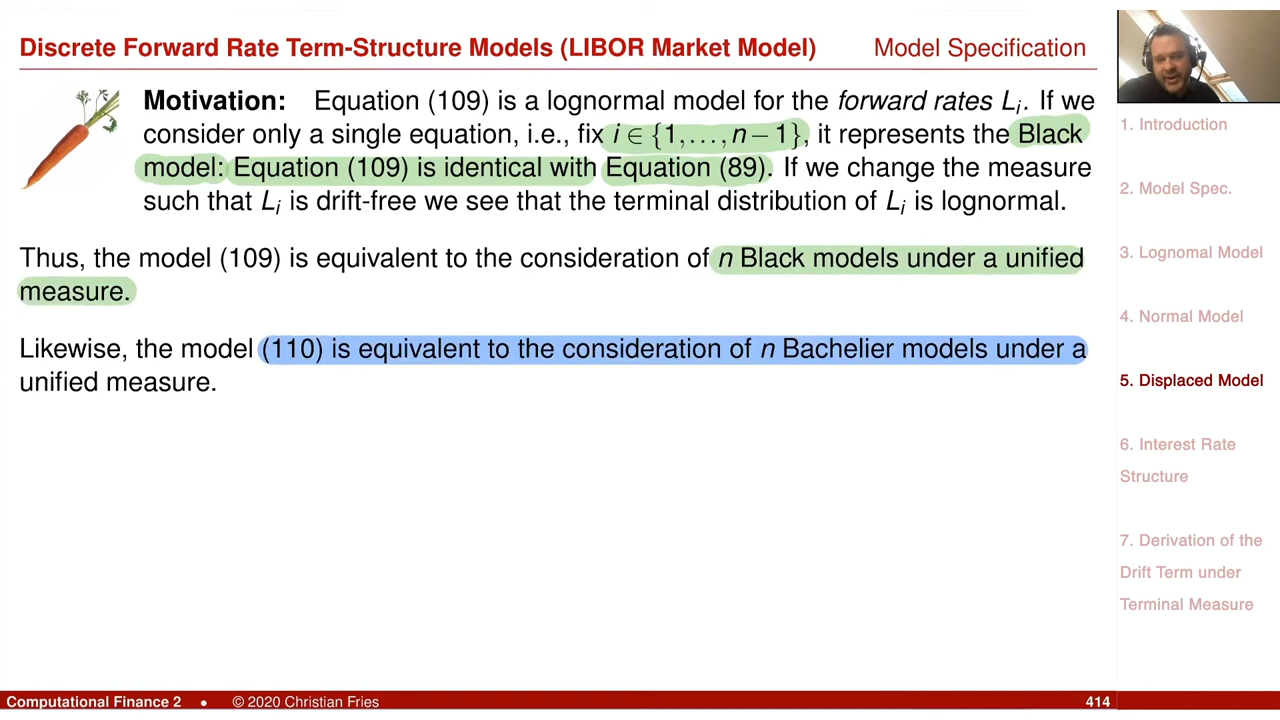 Discrete Forward Rate Term-Structure Models (LIBOR Market Model) Model Specification
Motivation: Equation (109) is a lognormal model for the forward rates Lᵢ. If we
consider only a single equation, i.e., fix i ∈ {1,...,n−1}, it represents the Black
model: Equation (109) is identical with Equation (89). If we change the measure
such that Lᵢ is drift-free we see that the terminal distribution of Lᵢ is lognormal.
Thus, the model (109) is equivalent to the consideration of n Black models under a unified
measure.
Likewise, the model (110) is equivalent to the consideration of n Bachelier models under a
unified measure.
1. Introduction
2. Model Spec.
3. Lognomal Model
4. Normal Model
5. Displaced Model
6. Interest Rate
Structure
7. Derivation of the
Drift Term under
Terminal Measure
Computational Finance 2 • © 2020 Christian Fries 414